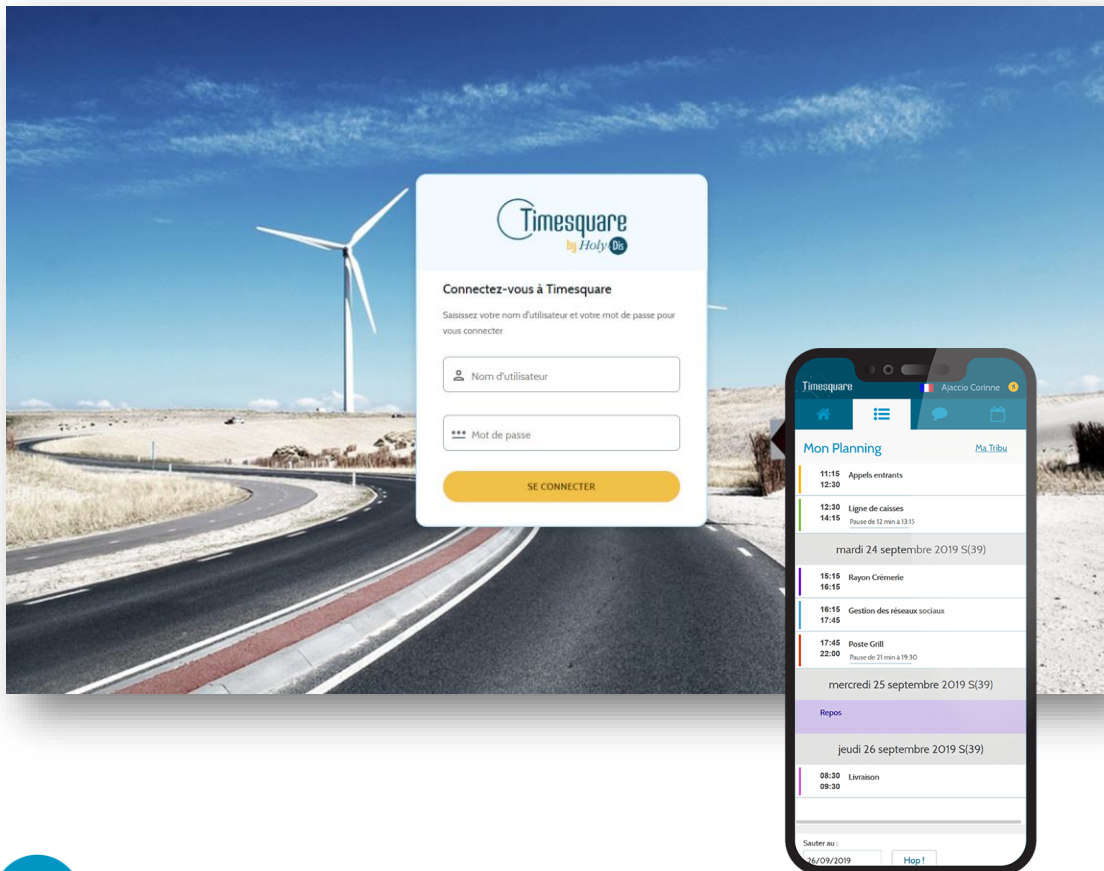 Timesquare
by Holy Dis
Connectez-vous à Timesquare
Saisissez votre nom d'utilisateur et votre mot de passe pour
vous connecter
Nom d'utilisateur
Mot de passe
SE CONNECTER
Timesquare
Ajaccio Corinne
Mon Planning
Ma Tribu
11:15 Appels entrants
12:30
12:30 Ligne de caisses
14:15 Pause de 12 min à 13:15
mardi 24 septembre 2019 S(39)
15:15 Rayon Crèmerie
16:15
16:15 Gestion des réseaux sociaux
17:45
17:45 Poste Grill
22:00 Pause de 21 min à 19:30
mercredi 25 septembre 2019 S(39)
Repos
jeudi 26 septembre 2019 S(39)
08:30 Livraison
09:30
Sauter au :
26/09/2019
Hop !